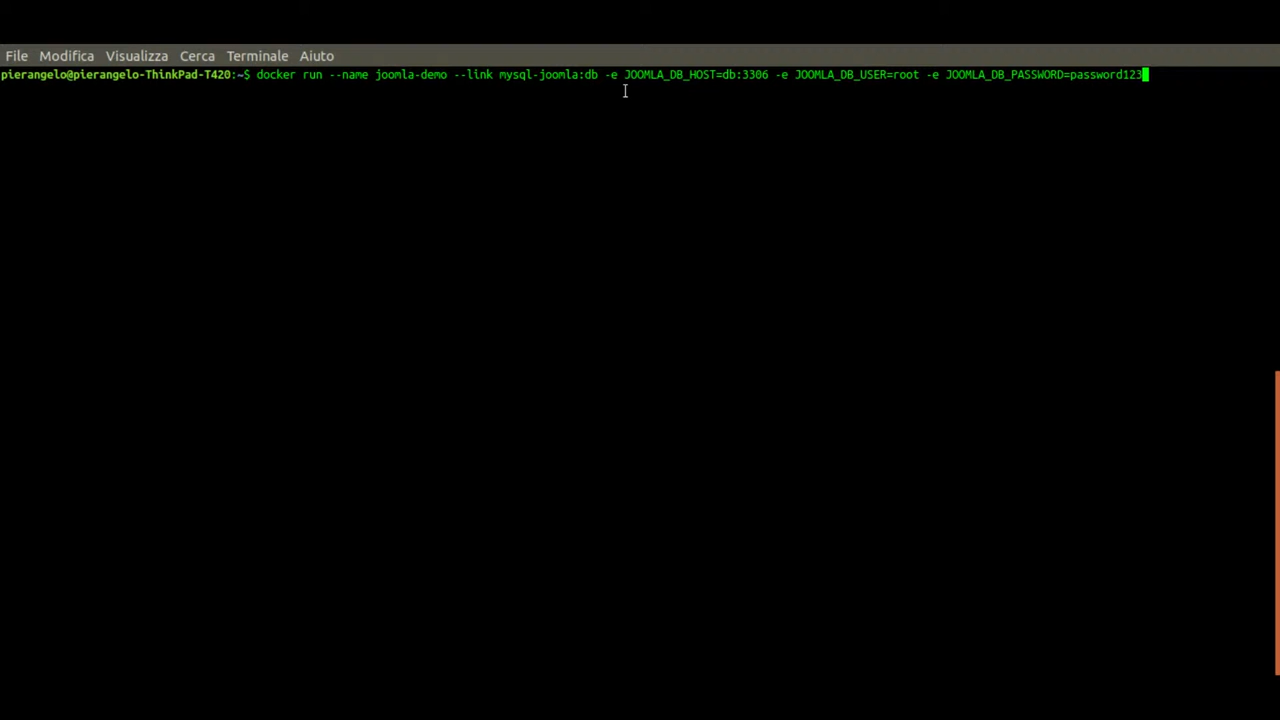 File Modifica Visualizza Cerca Terminale Aiuto
pierangelo@pierangelo-ThinkPad-T420:~$ docker run --name joomla-demo --link mysql-joomla:db -e JOOMLA_DB_HOST=db:3306 -e JOOMLA_DB_USER=root -e JOOMLA_DB_PASSWORD=password123